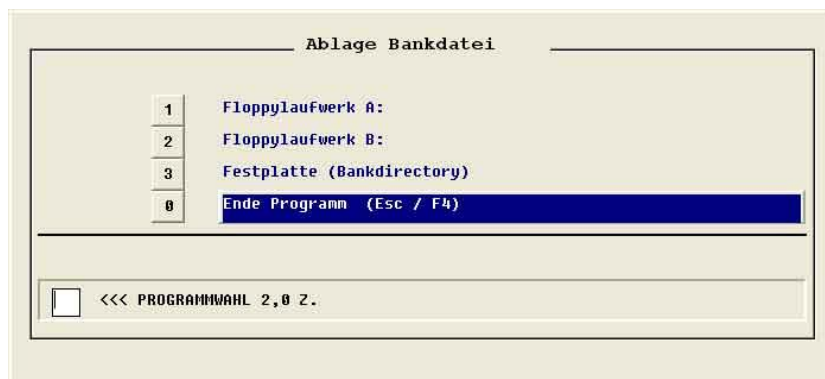 Ablage Bankdatei
1 Floppylaufwerk A:
2 Floppylaufwerk B:
3 Festplatte (Bankdirectory)
0 Ende Programm (Esc / F4)
<<< PROGRAMMWAHL 2,0 Z.